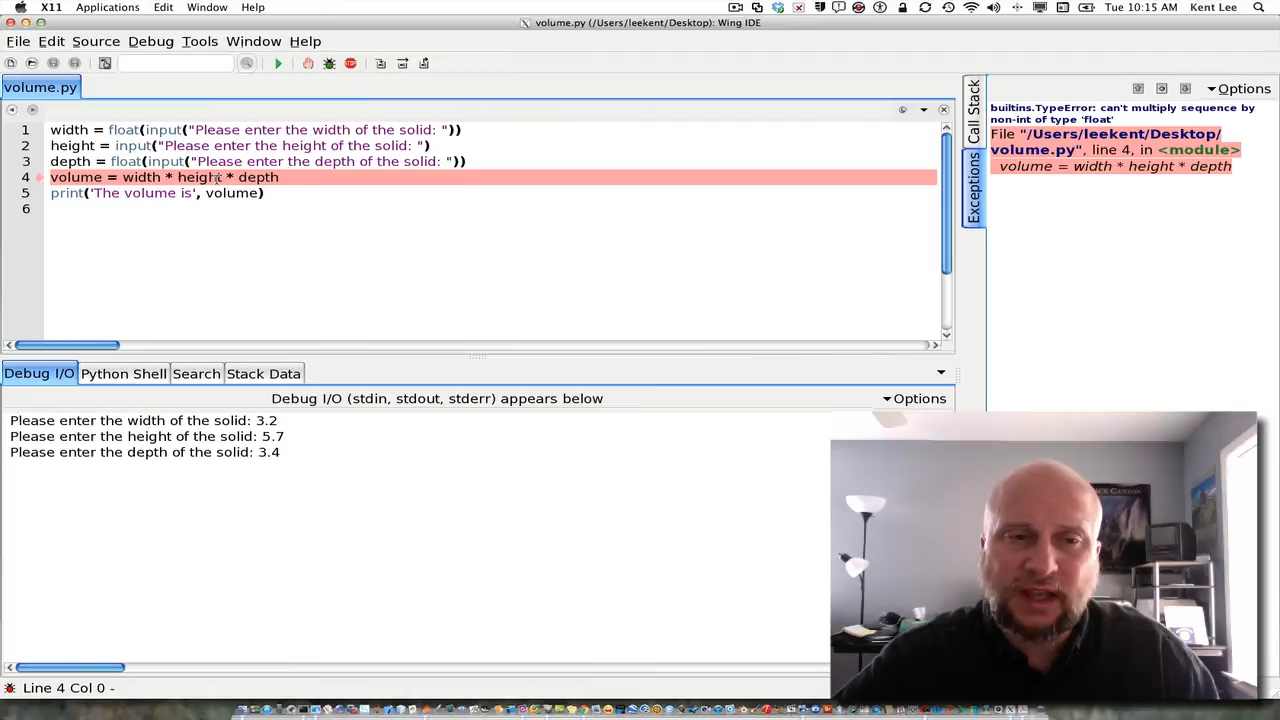 X11 Applications Edit Window Help Tue 10:15 AM Kent Lee
volume.py (/Users/leekent/Desktop): Wing IDE
File Edit Source Debug Tools Window Help
volume.py
Options
1 width = float(input("Please enter the width of the solid: "))
2 height = input("Please enter the height of the solid: ")
3 depth = float(input("Please enter the depth of the solid: "))
4 volume = width * height * depth
5 print('The volume is', volume)
6
Call Stack
Exceptions
builtins.TypeError: can't multiply sequence by
non-int of type 'float'
File "/Users/leekent/Desktop/
volume.py", line 4, in <module>
volume = width * height * depth
Debug I/O Python Shell Search Stack Data
Debug I/O (stdin, stdout, stderr) appears below Options
Please enter the width of the solid: 3.2
Please enter the height of the solid: 5.7
Please enter the depth of the solid: 3.4
Line 4 Col 0 -